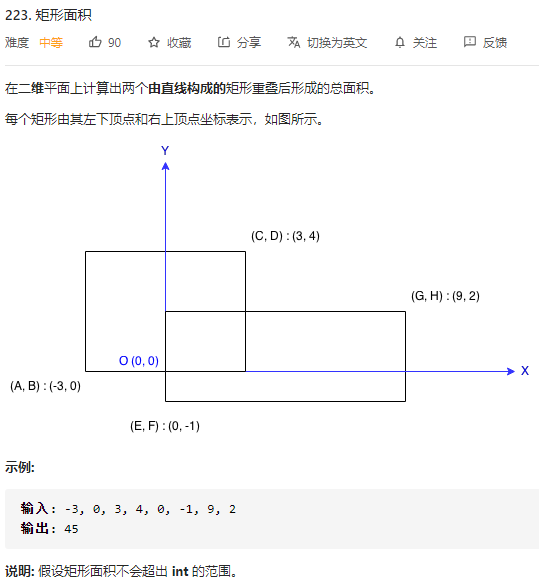 223. 矩形面积
难度 中等 90 收藏 分享 切换为英文 关注 反馈
在二维平面上计算出两个由直线构成的矩形重叠后形成的总面积。
每个矩形由其左下顶点和右上顶点坐标表示，如图所示。
Y
(C, D) : (3, 4)
(G, H) : (9, 2)
O (0, 0)
X
(A, B) : (-3, 0)
(E, F) : (0, -1)
示例:
输入: -3, 0, 3, 4, 0, -1, 9, 2
输出: 45
说明: 假设矩形面积不会超出 int 的范围。